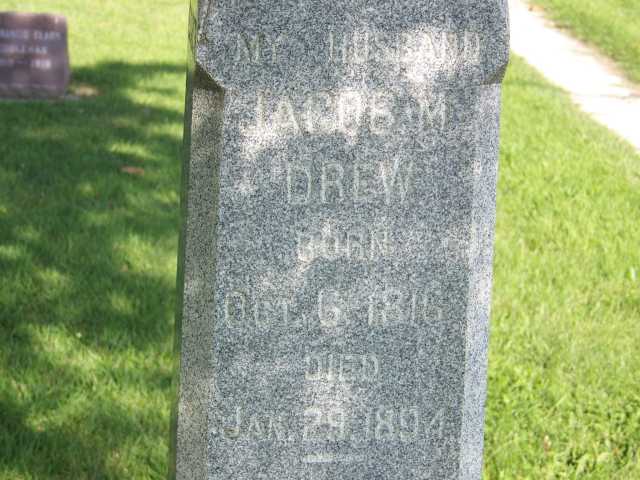 MY HUSBAND
JACOB M
DREW
BORN
OCT. 6, 1816
DIED
JAN. 29, 1894